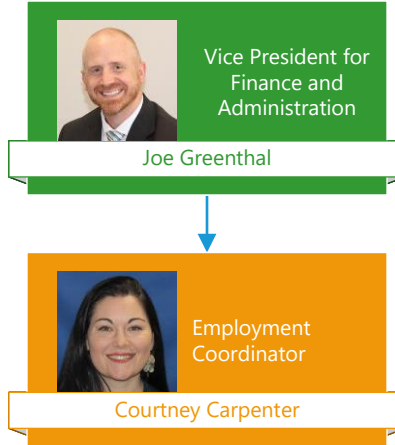 Vice President for
Finance and
Administration
Joe Greenthal
Employment
Coordinator
Courtney Carpenter